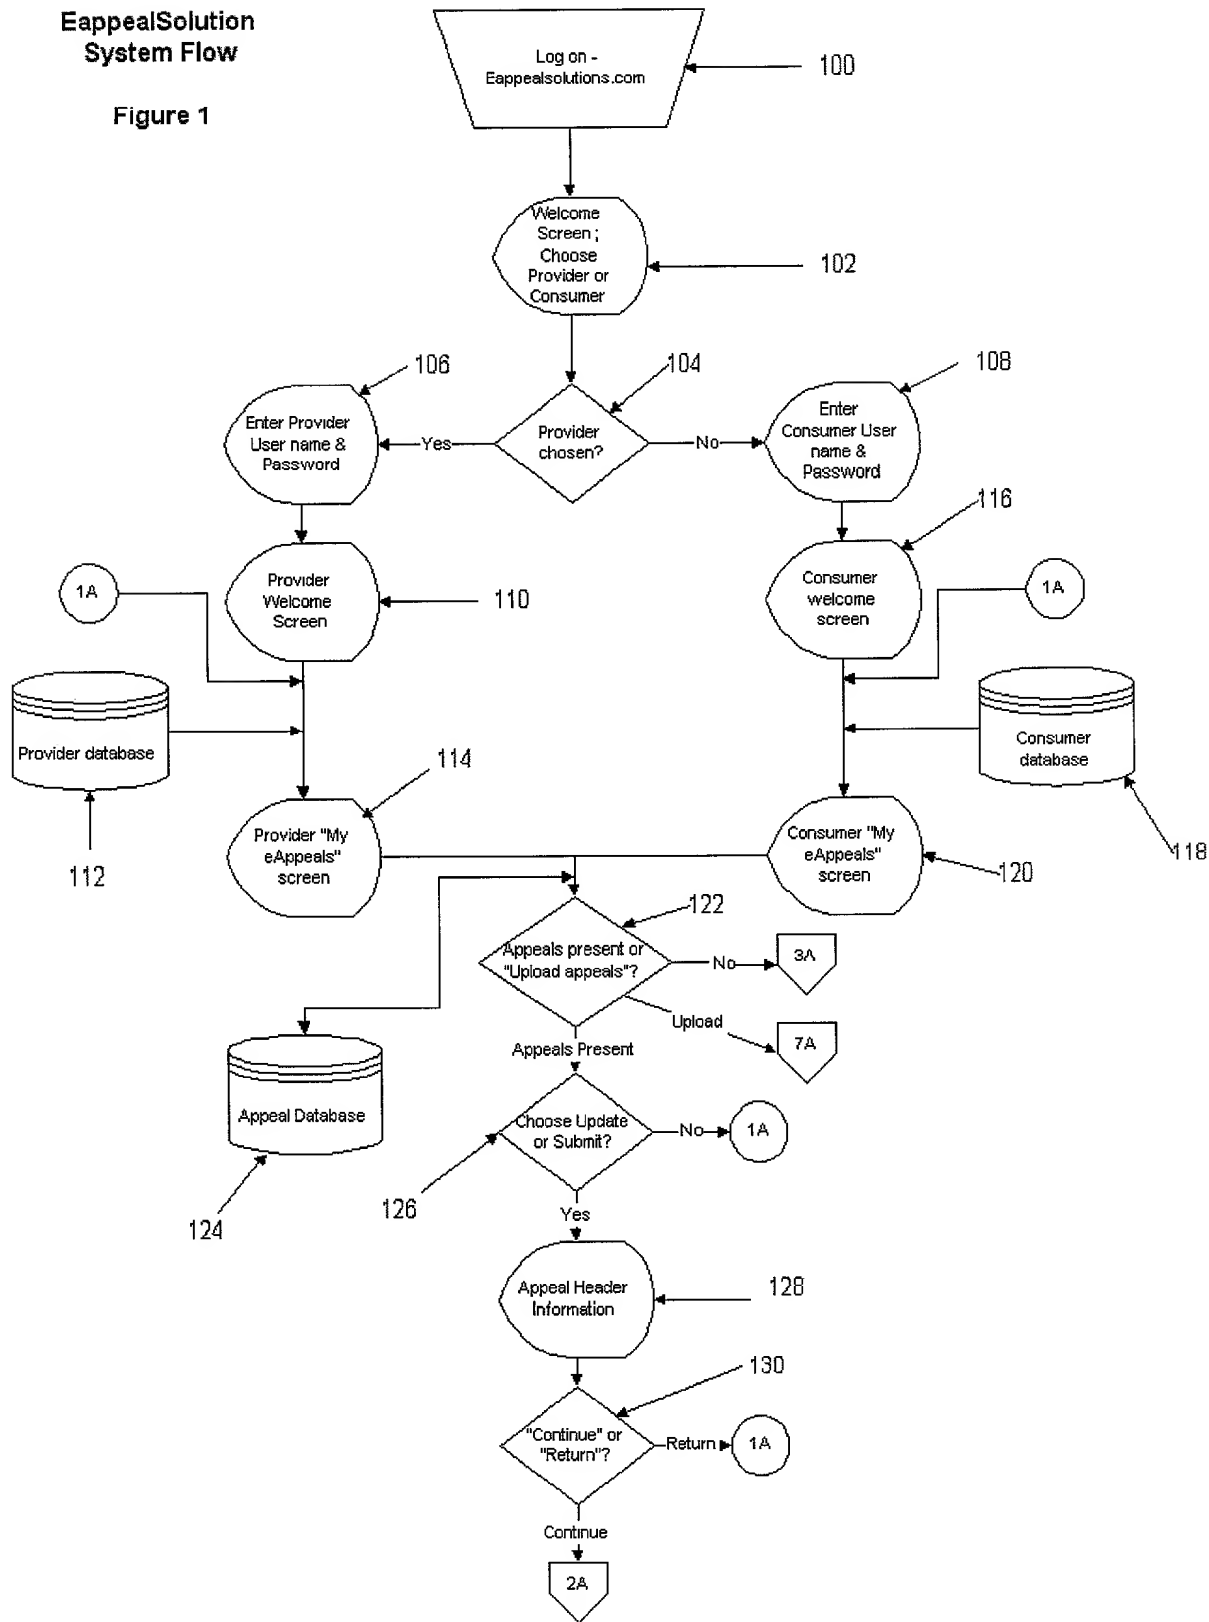 EappealSolution
System Flow
Figure 1
Log on -
Eappealsolutions.com
100
Welcome
Screen ;
Choose
Provider or
Consumer
102
104
106
108
Enter Provider
User name &
Password
Yes
Provider
chosen?
No
Enter
Consumer User
name &
Password
116
1A
Provider
Welcome
Screen
110
Consumer
welcome
screen
1A
Provider database
112
114
Consumer
database
118
Provider "My
eAppeals"
screen
Consumer "My
eAppeals"
screen
120
122
Appeals present or
"Upload appeals"?
No
3A
Upload
7A
Appeals Present
Appeal Database
124
Choose Update
or Submit?
No
1A
126
Yes
Appeal Header
Information
128
130
"Continue" or
"Return"?
Return
1A
Continue
2A